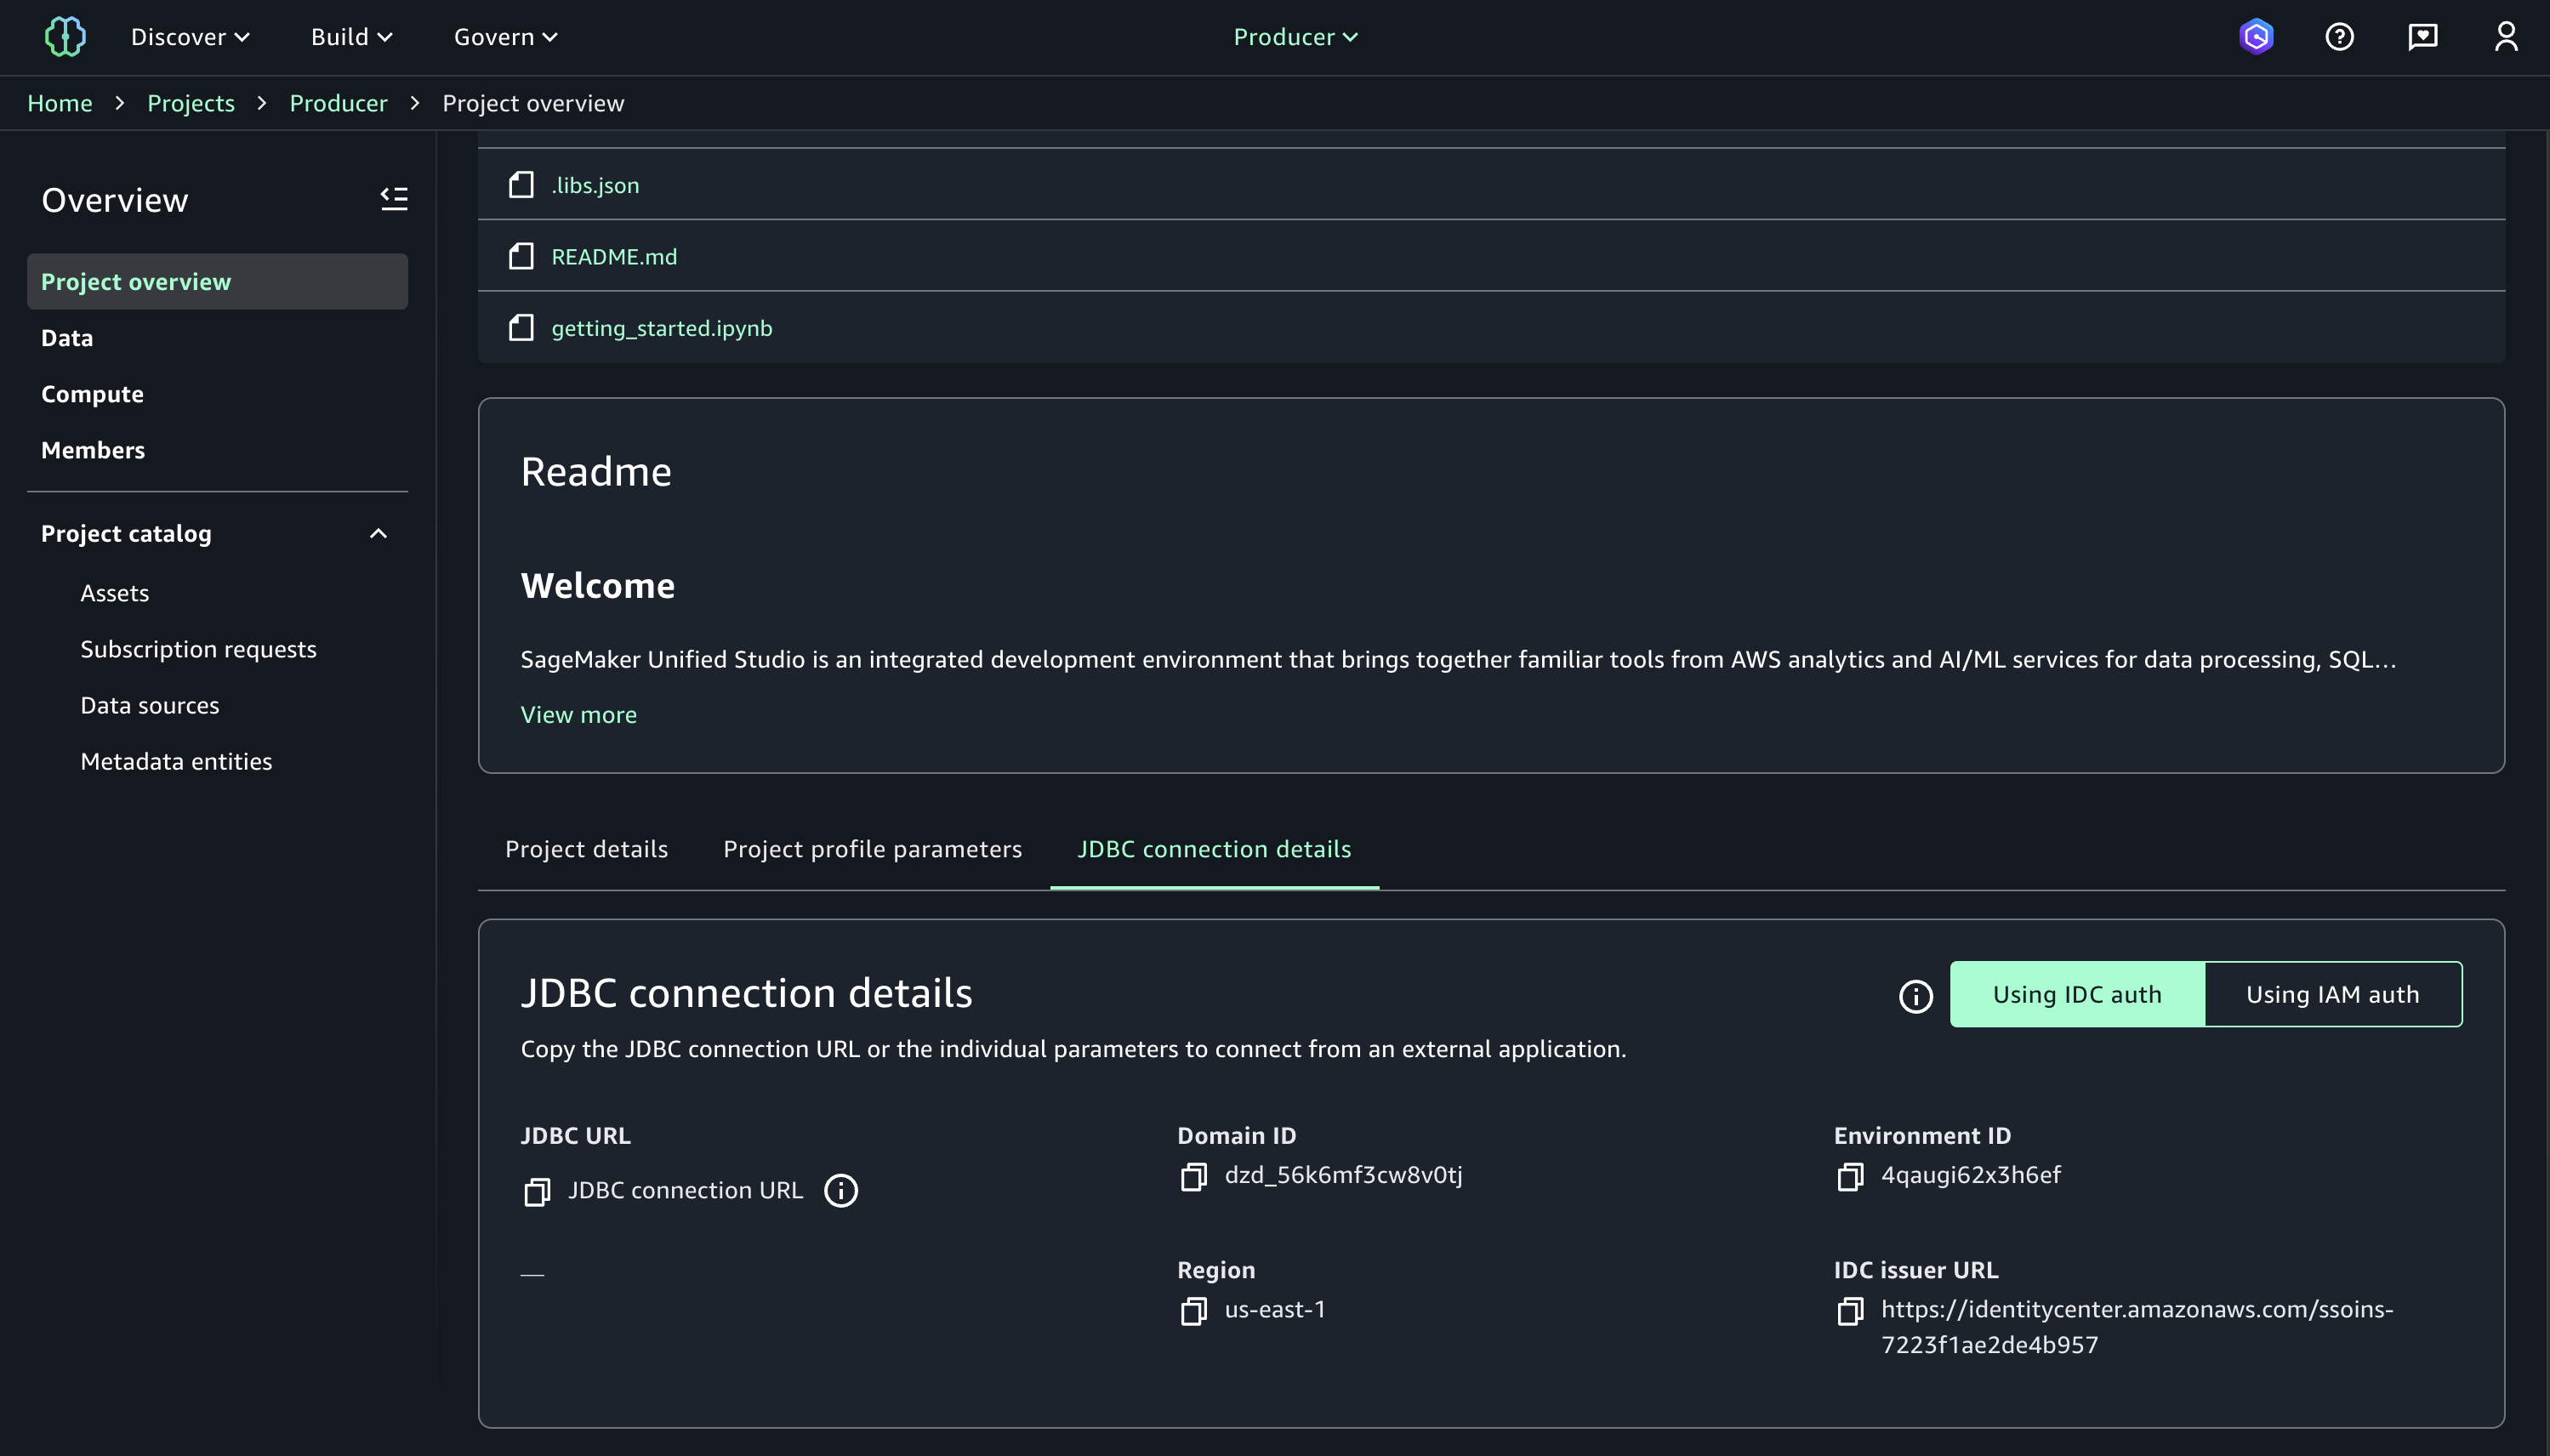 Discover Build Govern Producer
Home > Projects > Producer > Project overview
Overview
Project overview
Data
Compute
Members
Project catalog
Assets
Subscription requests
Data sources
Metadata entities
.libs.json
README.md
getting_started.ipynb
Readme
Welcome
SageMaker Unified Studio is an integrated development environment that brings together familiar tools from AWS analytics and AI/ML services for data processing, SQL…
View more
Project details Project profile parameters JDBC connection details
JDBC connection details
Using IDC auth Using IAM auth
Copy the JDBC connection URL or the individual parameters to connect from an external application.
JDBC URL
JDBC connection URL
—
Domain ID
dzd_56k6mf3cw8v0tj
Region
us-east-1
Environment ID
4qaugi62x3h6ef
IDC issuer URL
https://identitycenter.amazonaws.com/ssoins-
7223f1ae2de4b957